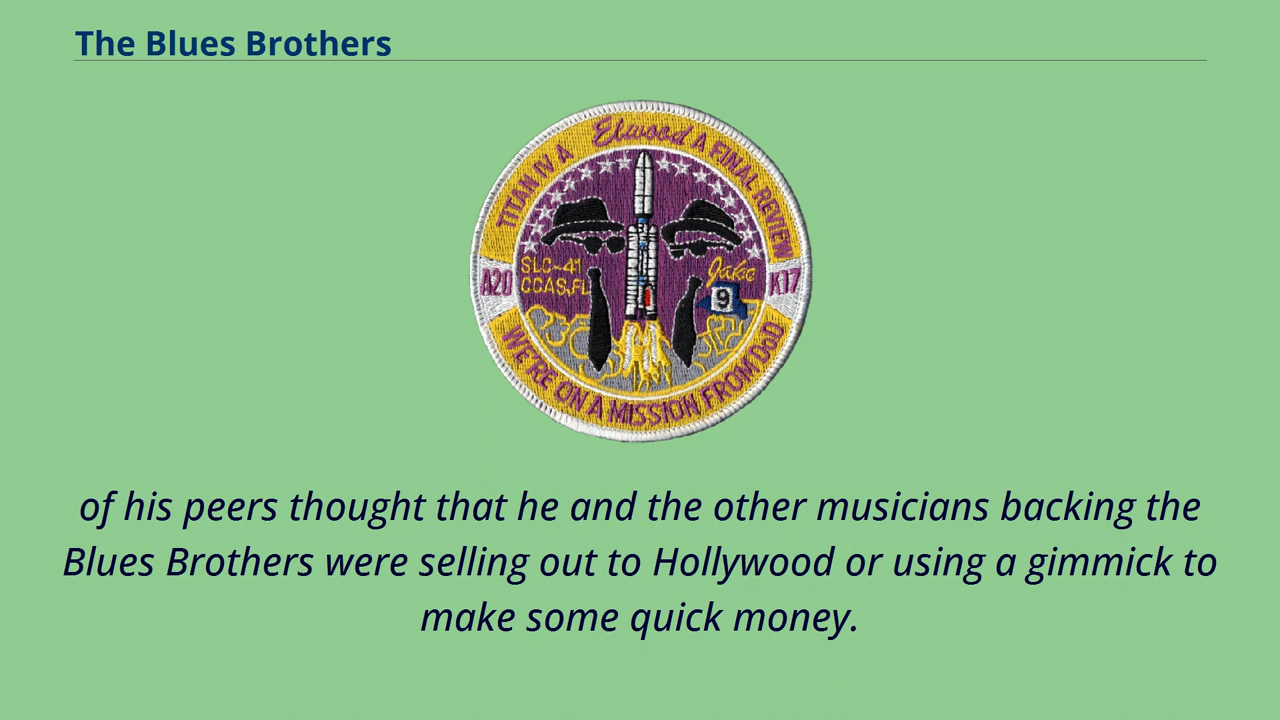 The Blues Brothers
Elwood
TITAN IV A
A FINAL REVIEW
SLC-41
CCAS,FL
Jake
9
A20
K17
WE'RE ON A MISSION FROM DoD
of his peers thought that he and the other musicians backing the
Blues Brothers were selling out to Hollywood or using a gimmick to
make some quick money.